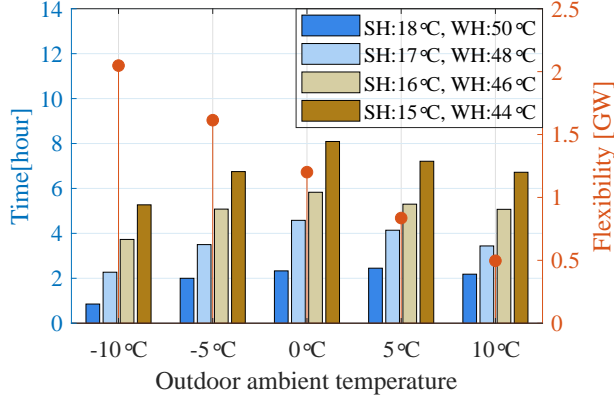 14
12
10
8
6
4
2
0
Time[hour]
SH:18°C, WH:50°C
SH:17°C, WH:48°C
SH:16°C, WH:46°C
SH:15°C, WH:44°C
2.5
2
1.5
1
0.5
0
Flexibility [GW]
-10°C -5°C 0°C 5°C 10°C
Outdoor ambient temperature